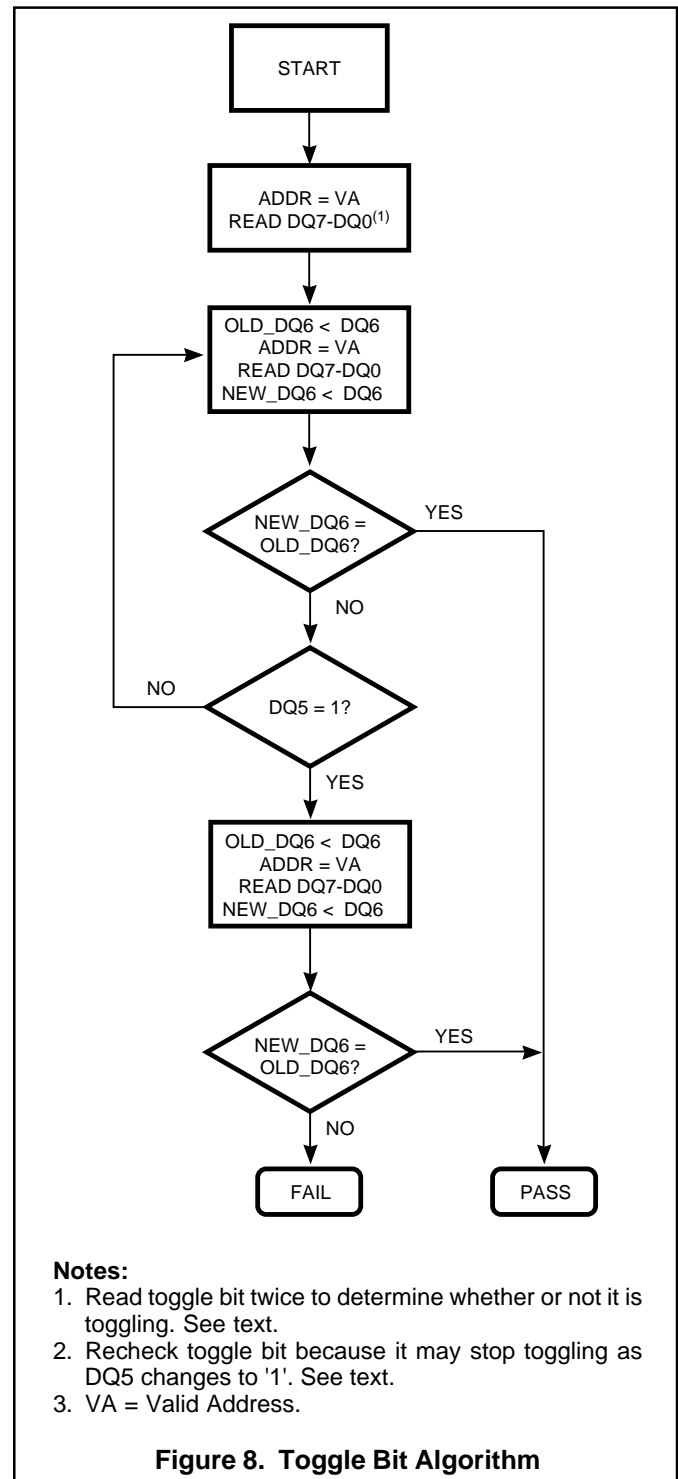 START
ADDR = VA
READ DQ7-DQ0(1)
OLD_DQ6 < DQ6
ADDR = VA
READ DQ7-DQ0
NEW_DQ6 < DQ6
NEW_DQ6 =
OLD_DQ6?
YES
NO
DQ5 = 1?
NO
YES
OLD_DQ6 < DQ6
ADDR = VA
READ DQ7-DQ0
NEW_DQ6 < DQ6
NEW_DQ6 =
OLD_DQ6?
YES
NO
FAIL
PASS
Notes:
1. Read toggle bit twice to determine whether or not it is
toggling. See text.
2. Recheck toggle bit because it may stop toggling as
DQ5 changes to '1'. See text.
3. VA = Valid Address.
Figure 8. Toggle Bit Algorithm